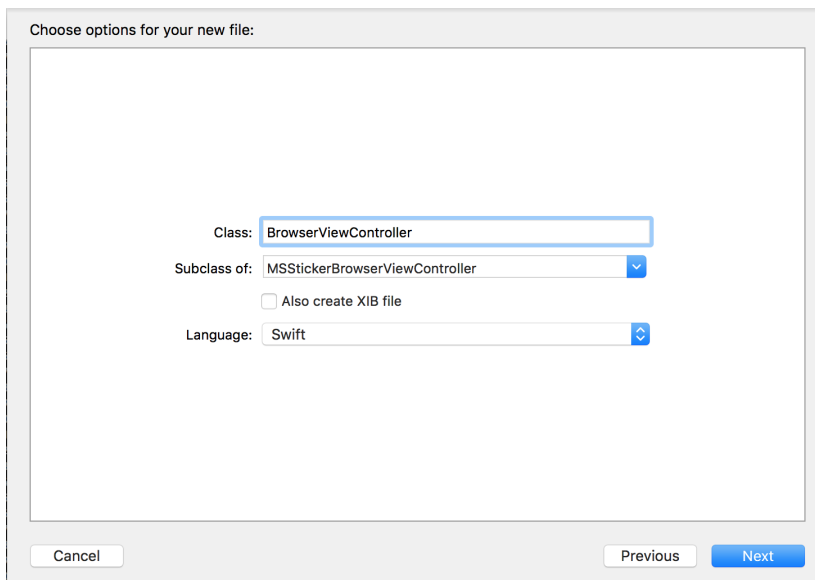 Choose options for your new file:
Class: BrowserViewController
Subclass of: MSStickerBrowserViewController
Also create XIB file
Language: Swift
Cancel Previous Next